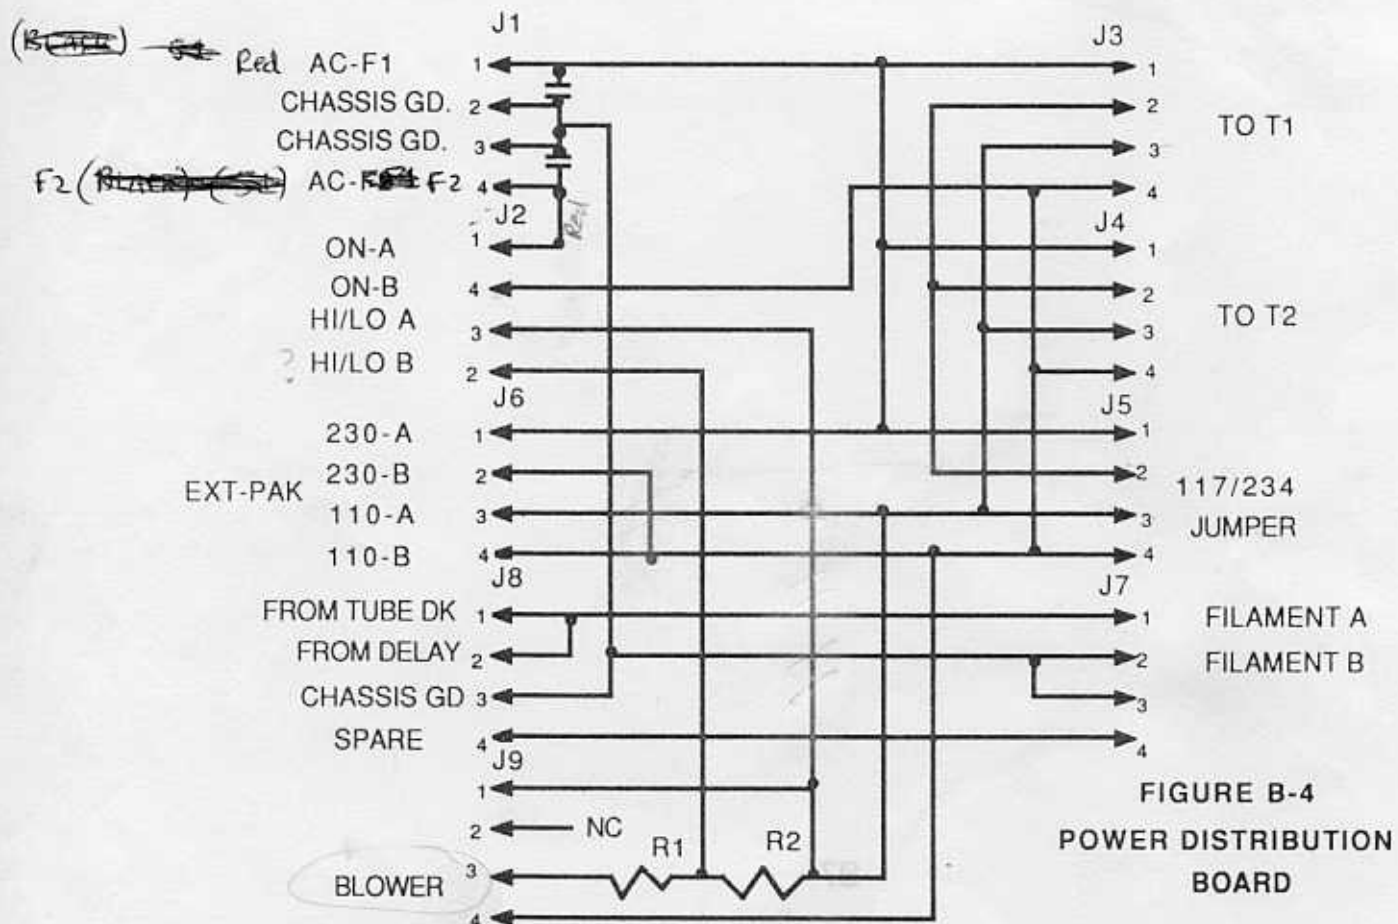 J1
J3
Red AC-F1 1
1
CHASSIS GD. 2
2
TO T1
CHASSIS GD. 3
3
F2 AC- F2 4
4
J2
J4
ON-A 1
1
ON-B 4
2
TO T2
HI/LO A 3
3
? HI/LO B 2
4
Red
J6
J5
230-A 1
1
230-B 2
2
EXT-PAK
117/234
110-A 3
3
JUMPER
110-B 4
4
J8
J7
FROM TUBE DK 1
1 FILAMENT A
FROM DELAY 2
2 FILAMENT B
CHASSIS GD 3
3
SPARE 4
4
J9
1
2 NC
R1 R2
BLOWER 3
4
FIGURE B-4
POWER DISTRIBUTION
BOARD